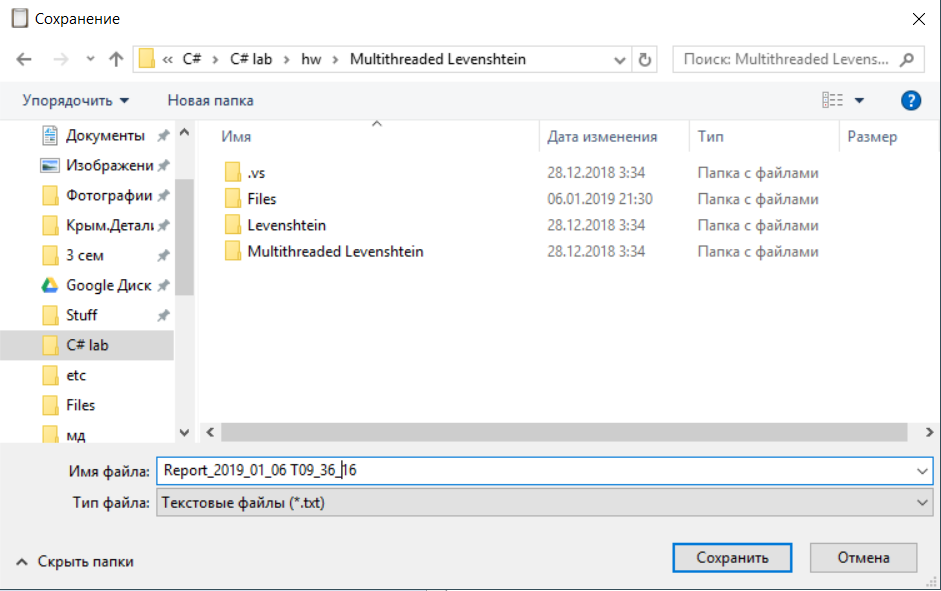 Сохранение
« C# › C# lab › hw › Multithreaded Levenshtein
Поиск: Multithreaded Levens...
Упорядочить
Новая папка
?
Документы
Изображени
Фотографии
Крым.Детали
3 сем
Google Диск
Stuff
C# lab
etc
Files
мд
Имя Дата изменения Тип Размер
.vs 28.12.2018 3:34 Папка с файлами
Files 06.01.2019 21:30 Папка с файлами
Levenshtein 28.12.2018 3:34 Папка с файлами
Multithreaded Levenshtein 28.12.2018 3:34 Папка с файлами
Имя файла: Report_2019_01_06 T09_36_16
Тип файла: Текстовые файлы (*.txt)
Скрыть папки
Сохранить
Отмена